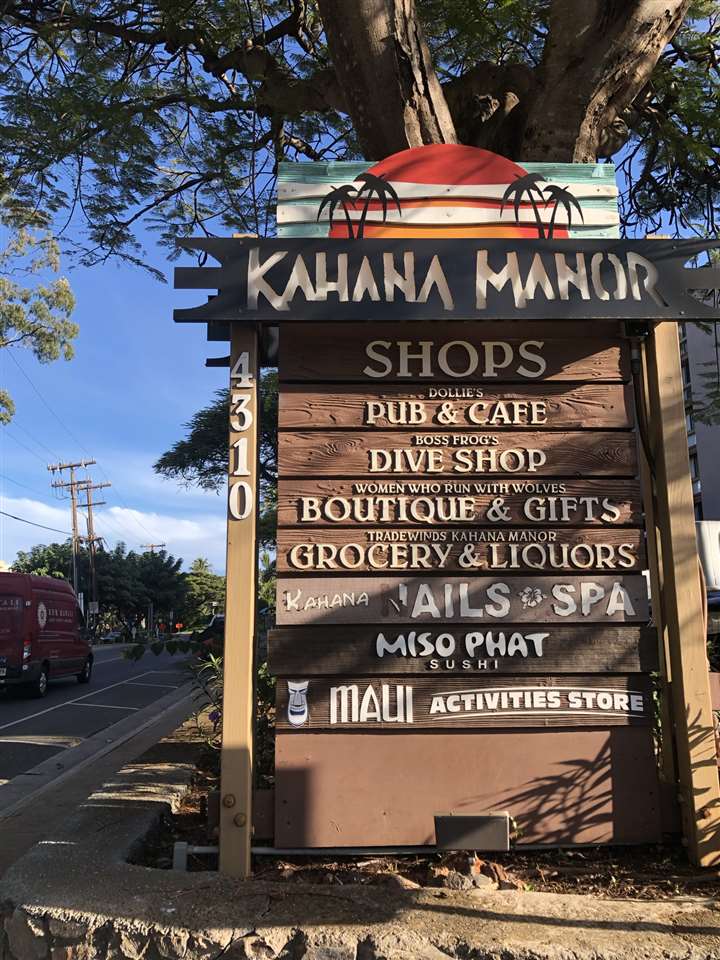 KAHANA MANOR
4310
SHOPS
DOLLIE'S
PUB & CAFE
BOSS FROG'S
DIVE SHOP
WOMEN WHO RUN WITH WOLVES
BOUTIQUE & GIFTS
TRADEWINDS KAHANA MANOR
GROCERY & LIQUORS
KAHANA NAILS SPA
MISO PHAT
SUSHI
MAUI ACTIVITIES STORE